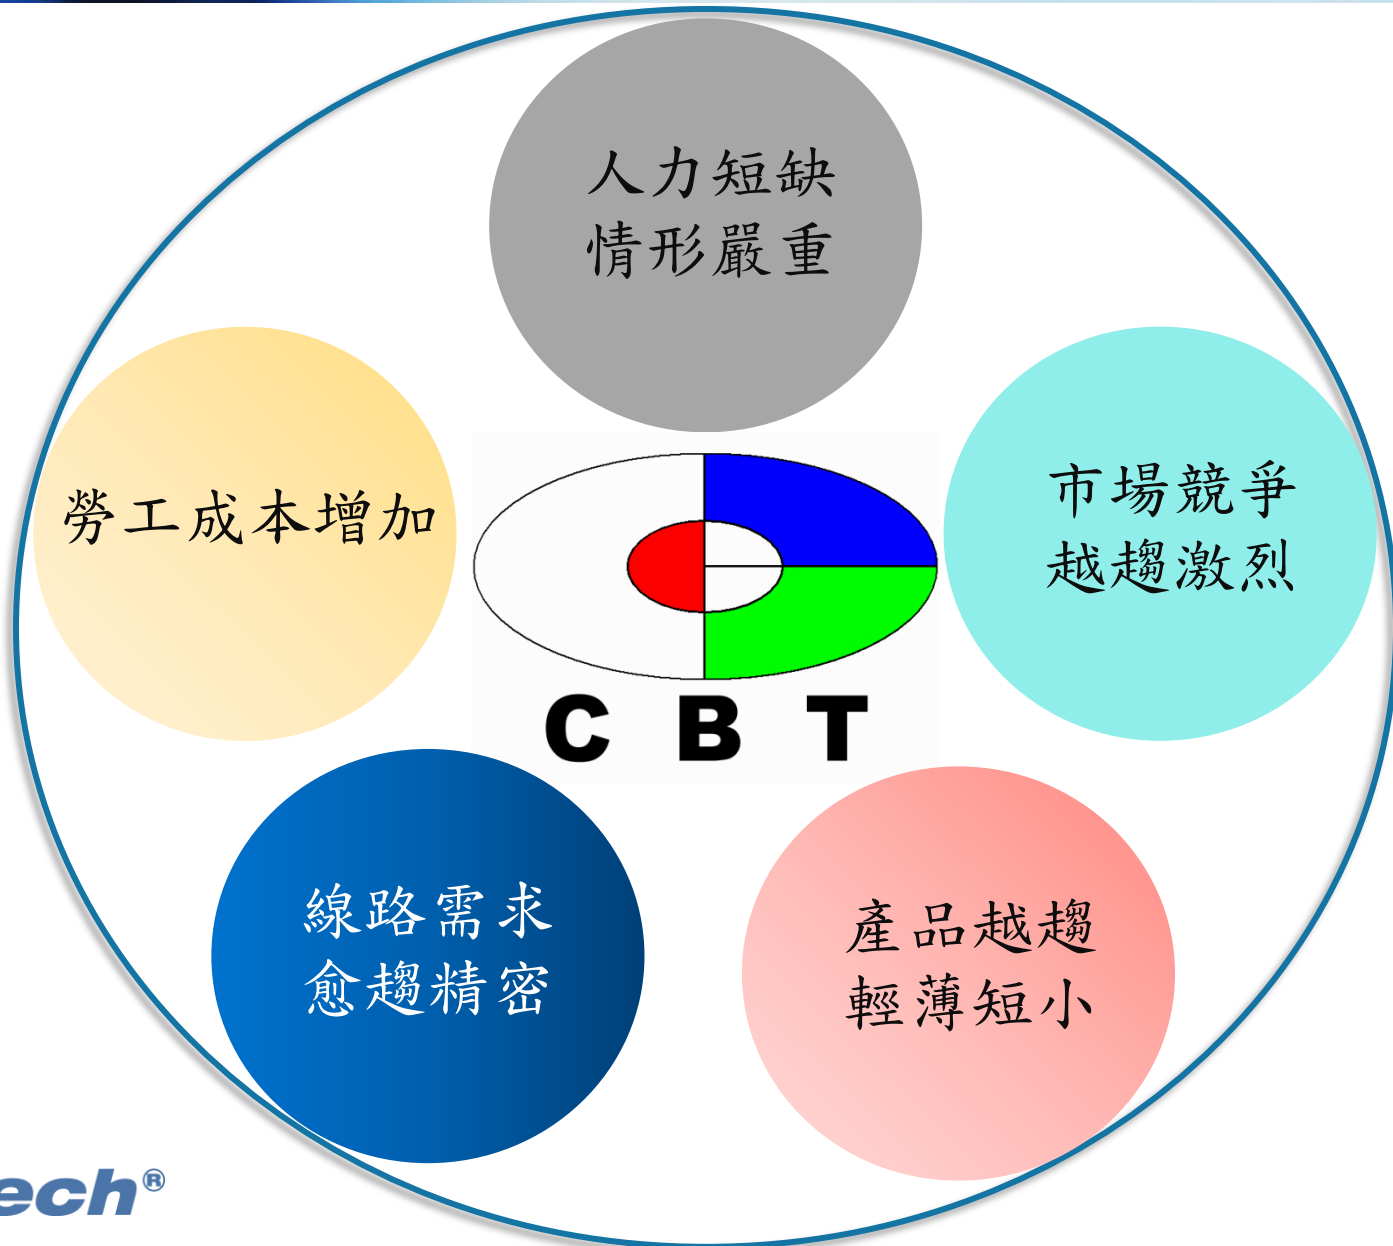 人力短缺
情形嚴重
勞工成本增加
市場競爭
越趨激烈
C B T
線路需求
愈趨精密
產品越趨
輕薄短小
ech®